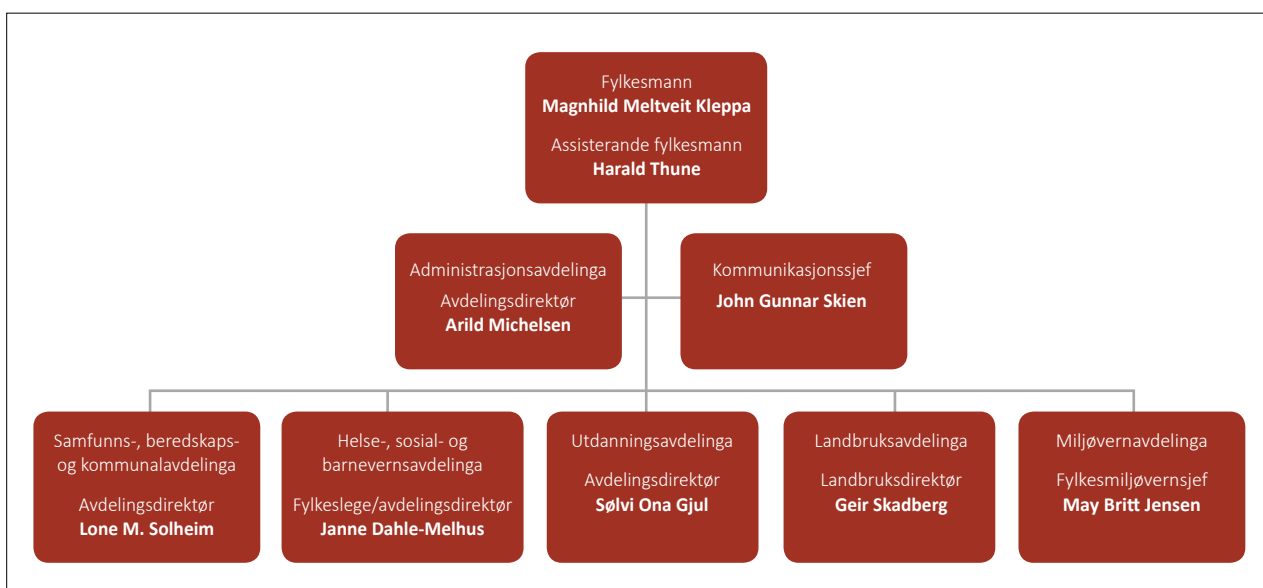 Fylkesmann
Magnhild Meltveit Kleppa
Assisterande fylkesmann
Harald Thune
Administrasjonsavdelinga
Avdelingsdirektør
Arild Michelsen
Kommunikasjonssjef
John Gunnar Skien
Samfunns-, beredskaps-
og kommunalavdelinga
Avdelingsdirektør
Lone M. Solheim
Helse-, sosial- og
barnevernsavdelinga
Fylkeslege/avdelingsdirektør
Janne Dahle-Melhus
Utdanningsavdelinga
Avdelingsdirektør
Sølvi Ona Gjul
Landbruksavdelinga
Landbruksdirektør
Geir Skadberg
Miljøvernavdelinga
Fylkesmiljøvernsjef
May Britt Jensen